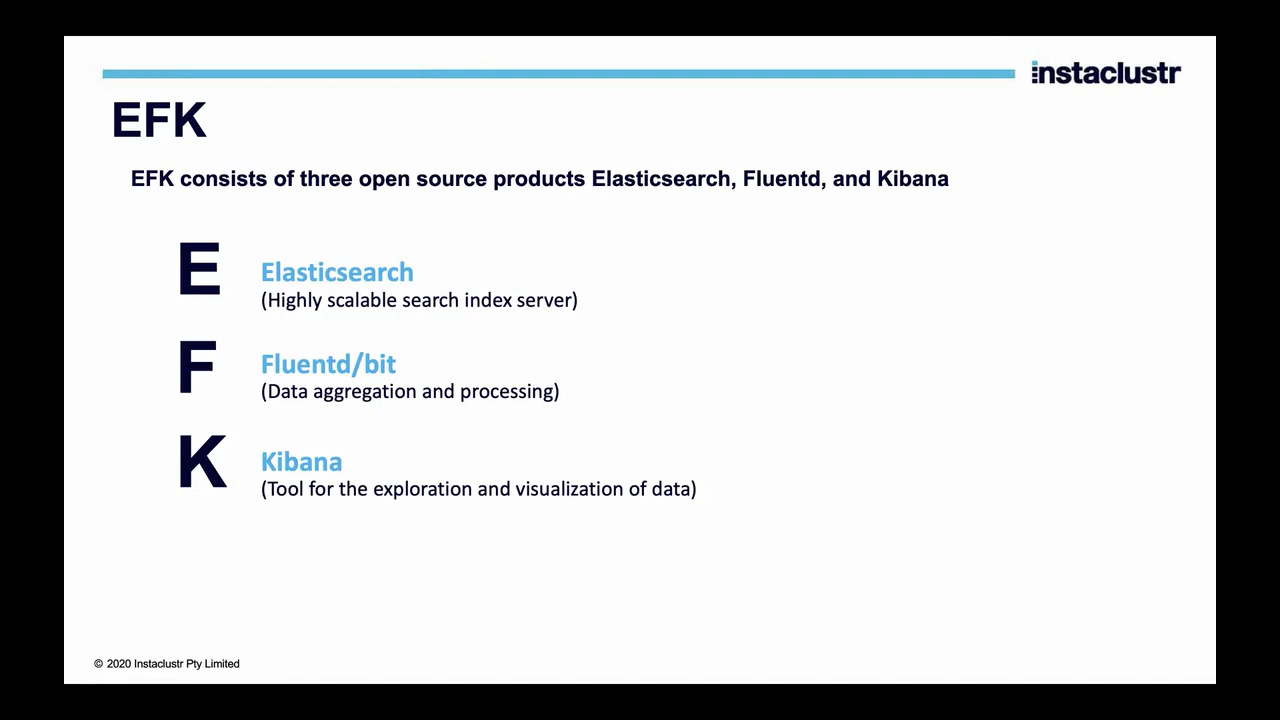 instaclustr
EFK
EFK consists of three open source products Elasticsearch, Fluentd, and Kibana
E
Elasticsearch
(Highly scalable search index server)
F
Fluentd/bit
(Data aggregation and processing)
K
Kibana
(Tool for the exploration and visualization of data)
© 2020 Instaclustr Pty Limited